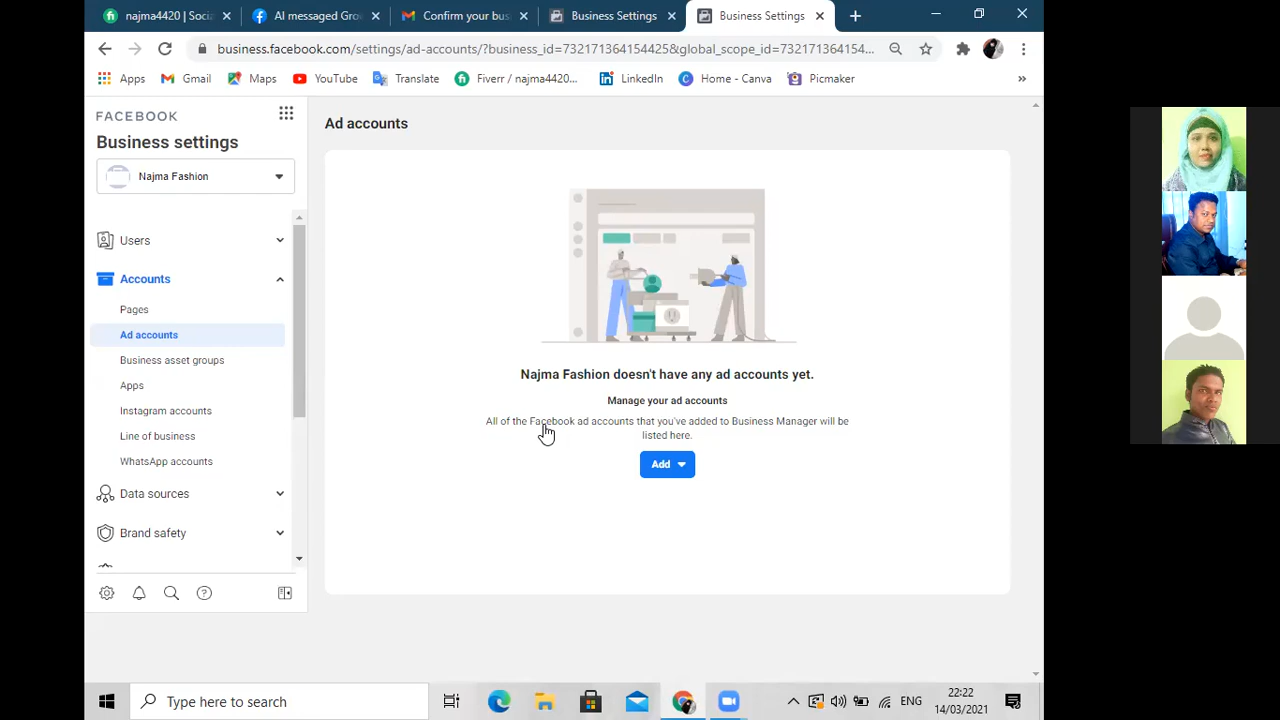 najma4420 | Socia
AI messaged Gro
Confirm your busi
Business Settings
Business Settings
business.facebook.com/settings/ad-accounts/?business_id=732171364154425&global_scope_id=7321713641544...
Apps
Gmail
Maps
YouTube
Translate
Fiverr / najma4420...
LinkedIn
Home - Canva
Picmaker
»
FACEBOOK
Business settings
Najma Fashion
Users
Accounts
Pages
Ad accounts
Business asset groups
Apps
Instagram accounts
Line of business
WhatsApp accounts
Data sources
Brand safety
Ad accounts
Najma Fashion doesn't have any ad accounts yet.
Manage your ad accounts
All of the Facebook ad accounts that you've added to Business Manager will be
listed here.
Add
Type here to search
ENG
22:22
14/03/2021